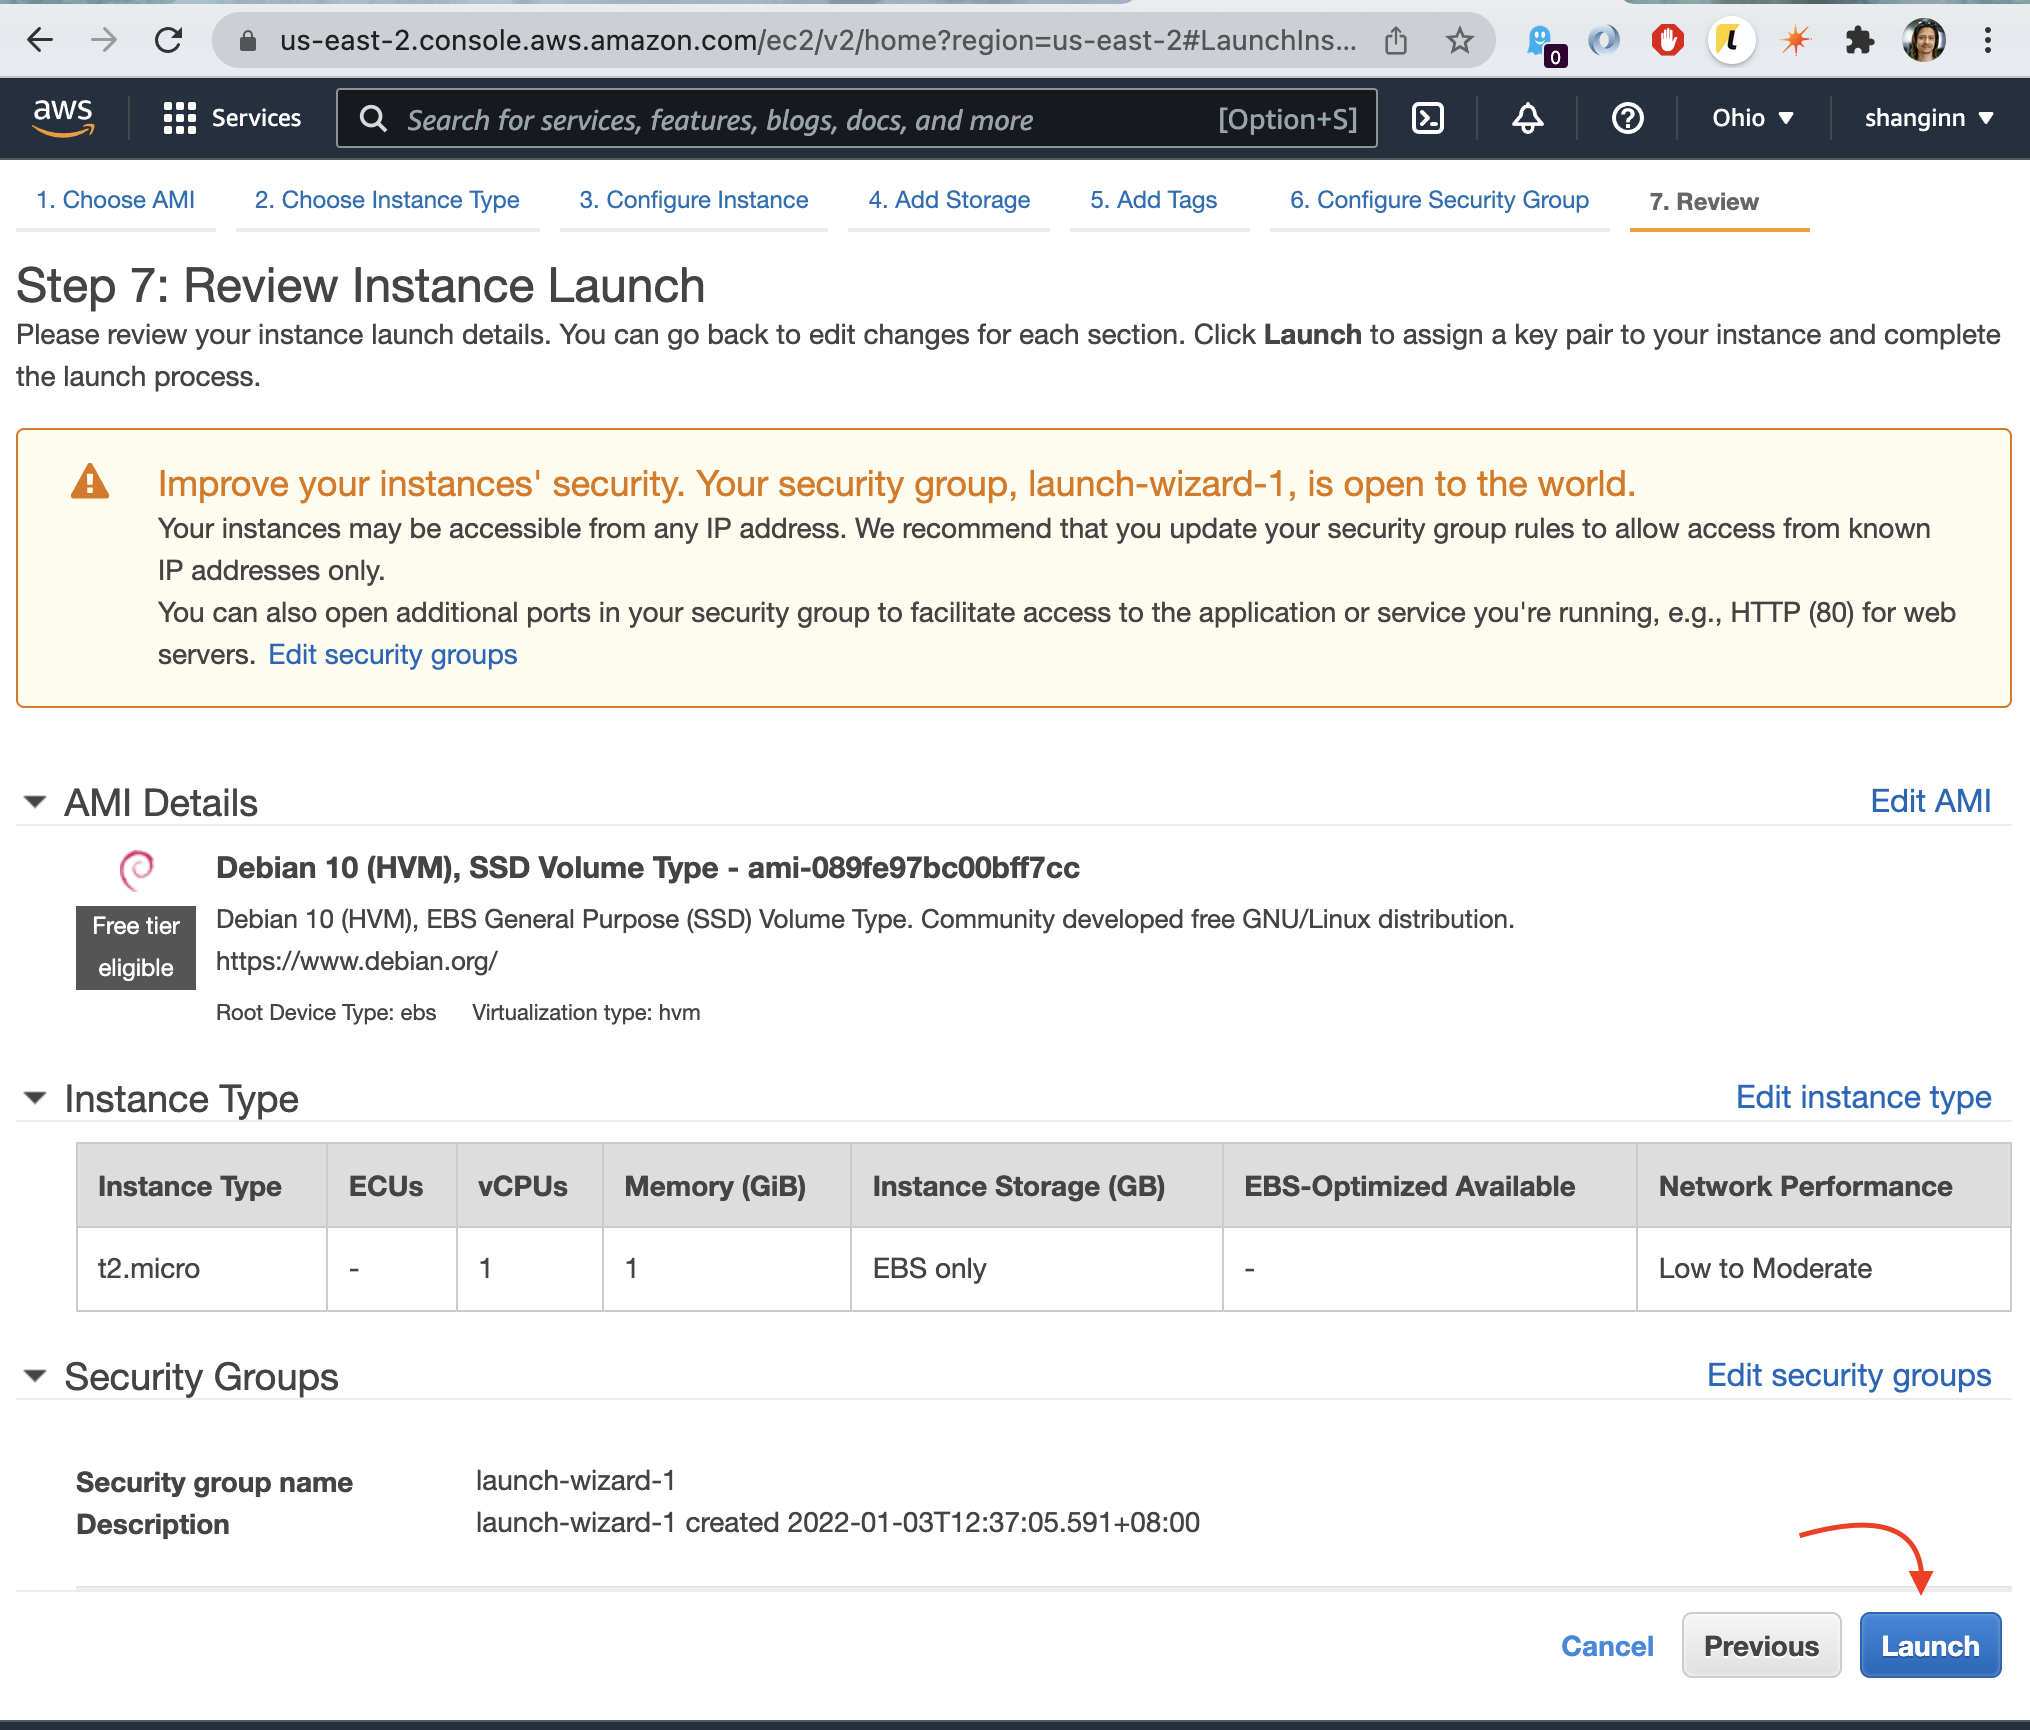 us-east-2.console.aws.amazon.com/ec2/v2/home?region=us-east-2#LaunchIns...
0
aws
Services
Search for services, features, blogs, docs, and more
[Option+S]
Ohio
shanginn
1. Choose AMI
2. Choose Instance Type
3. Configure Instance
4. Add Storage
5. Add Tags
6. Configure Security Group
7. Review
Step 7: Review Instance Launch
Please review your instance launch details. You can go back to edit changes for each section. Click Launch to assign a key pair to your instance and complete
the launch process.
Improve your instances' security. Your security group, launch-wizard-1, is open to the world.
Your instances may be accessible from any IP address. We recommend that you update your security group rules to allow access from known
IP addresses only.
You can also open additional ports in your security group to facilitate access to the application or service you're running, e.g., HTTP (80) for web
servers. Edit security groups
AMI Details
Edit AMI
Debian 10 (HVM), SSD Volume Type - ami-089fe97bc00bff7cc
Free tier
eligible
Debian 10 (HVM), EBS General Purpose (SSD) Volume Type. Community developed free GNU/Linux distribution.
https://www.debian.org/
Root Device Type: ebs Virtualization type: hvm
Instance Type
Edit instance type
Instance Type ECUs vCPUs Memory (GiB) Instance Storage (GB) EBS-Optimized Available Network Performance
t2.micro - 1 1 EBS only - Low to Moderate
Security Groups
Edit security groups
Security group name launch-wizard-1
Description launch-wizard-1 created 2022-01-03T12:37:05.591+08:00
Cancel
Previous
Launch